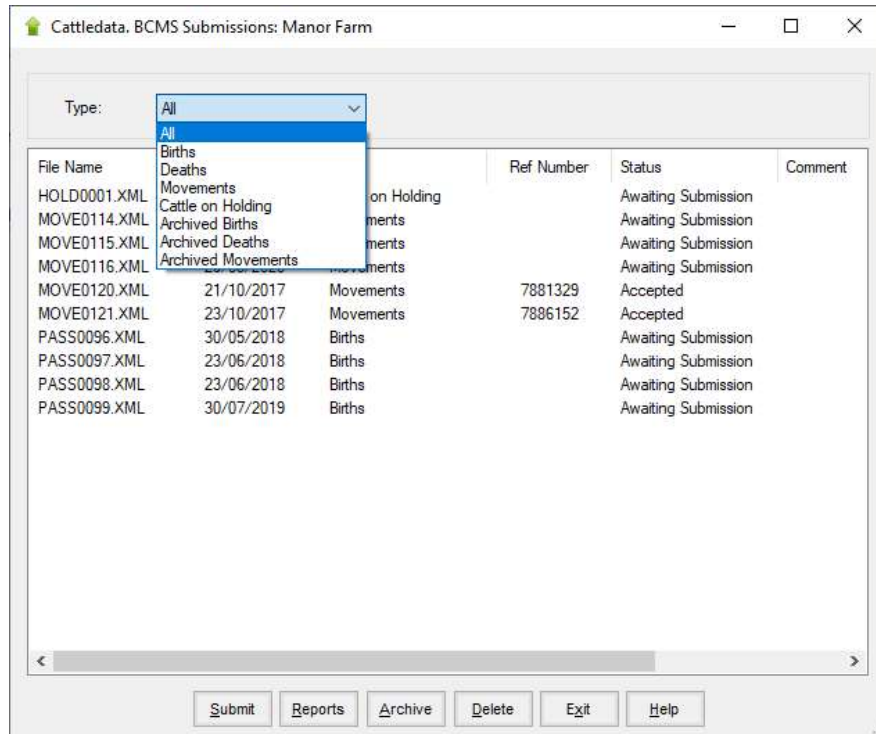 Cattledata. BCMS Submissions: Manor Farm
Type: All
All
Births
Deaths
Movements
Cattle on Holding
Archived Births
Archived Deaths
Archived Movements
File Name Ref Number Status Comment
HOLD0001.XML on Holding Awaiting Submission
MOVE0114.XML Awaiting Submission
MOVE0115.XML Awaiting Submission
MOVE0116.XML Awaiting Submission
MOVE0120.XML 21/10/2017 Movements 7881329 Accepted
MOVE0121.XML 23/10/2017 Movements 7886152 Accepted
PASS0096.XML 30/05/2018 Births Awaiting Submission
PASS0097.XML 23/06/2018 Births Awaiting Submission
PASS0098.XML 23/06/2018 Births Awaiting Submission
PASS0099.XML 30/07/2019 Births Awaiting Submission
Submit Reports Archive Delete Exit Help